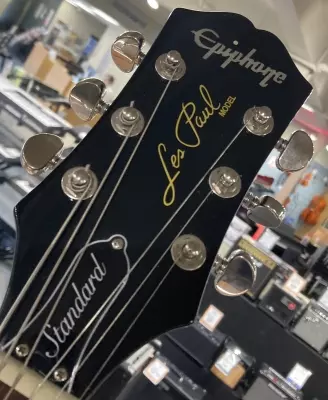 Epiphone
Les Paul
MODEL
Standard